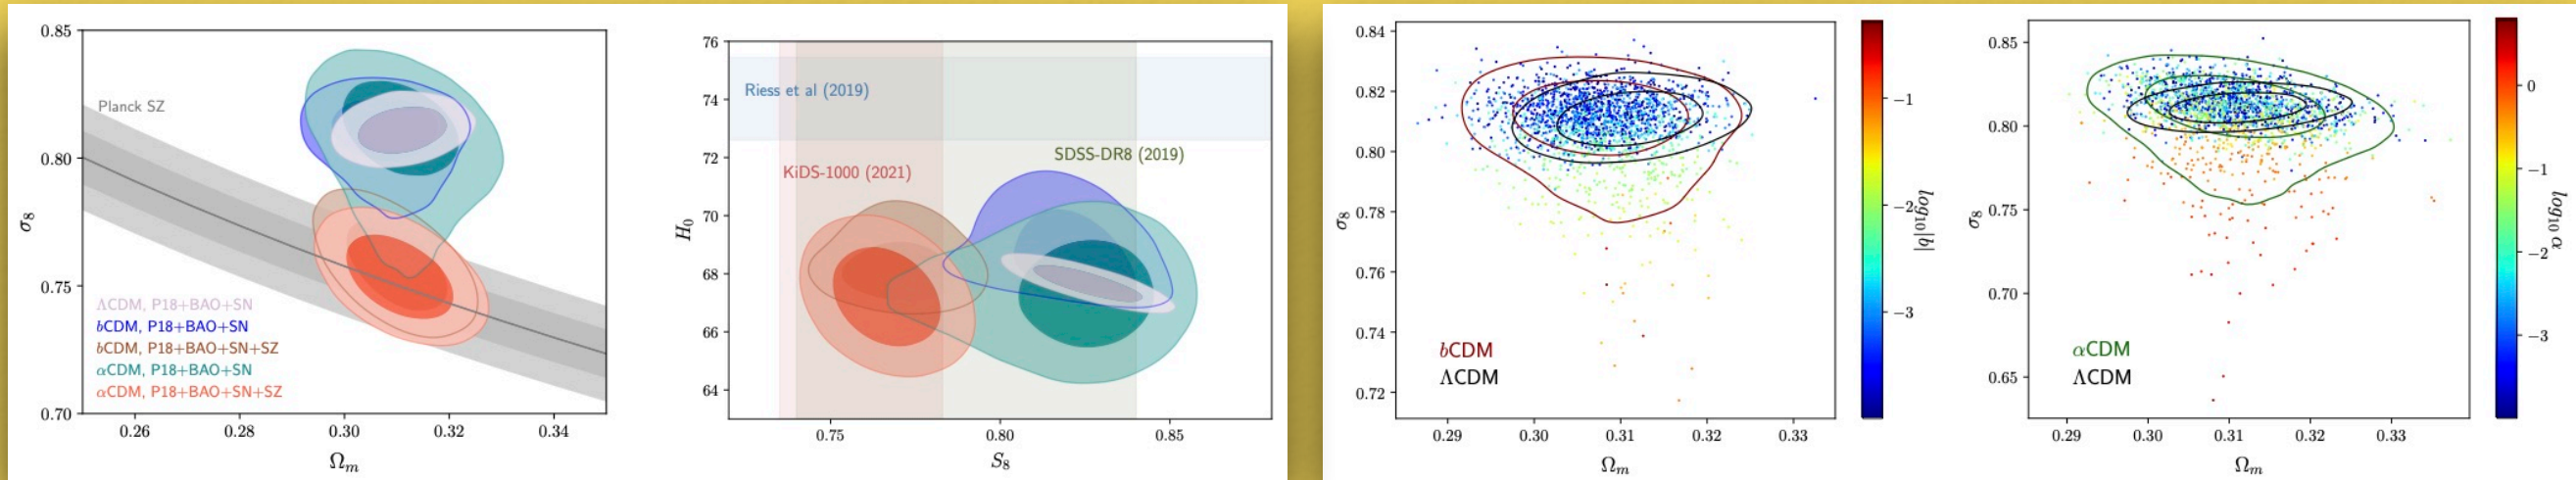 0.85
0.80
0.75
0.70
σ8
Planck SZ
ΛCDM, P18+BAO+SN
bCDM, P18+BAO+SN
bCDM, P18+BAO+SN+SZ
αCDM, P18+BAO+SN
αCDM, P18+BAO+SN+SZ
0.26 0.28 0.30 0.32 0.34
Ωm
76
74
72
70
68
66
64
H0
Riess et al (2019)
SDSS-DR8 (2019)
KiDS-1000 (2021)
0.75 0.80 0.85
S8
0.84
0.82
0.80
0.78
0.76
0.74
0.72
σ8
bCDM
ΛCDM
0.29 0.30 0.31 0.32 0.33
Ωm
−1
−2
−3
log10|b|
0.85
0.80
0.75
0.70
0.65
σ8
αCDM
ΛCDM
0.29 0.30 0.31 0.32 0.33
Ωm
0
−1
−2
−3
log10 α